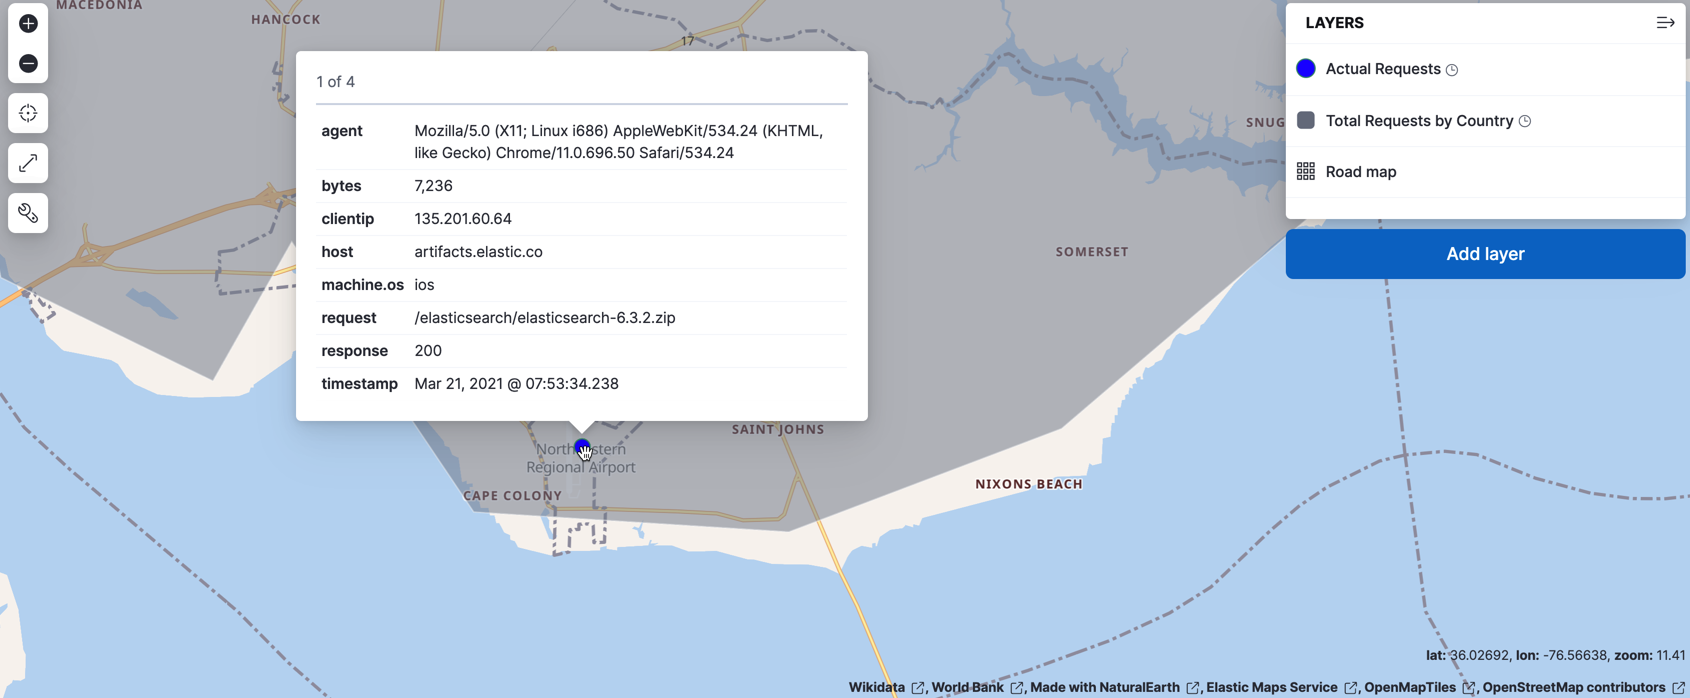 MACEDONIA
HANCOCK
17
SNUG
SOMERSET
1 of 4
agent Mozilla/5.0 (X11; Linux i686) AppleWebKit/534.24 (KHTML,
like Gecko) Chrome/11.0.696.50 Safari/534.24
bytes 7,236
clientip 135.201.60.64
host artifacts.elastic.co
machine.os ios
request /elasticsearch/elasticsearch-6.3.2.zip
response 200
timestamp Mar 21, 2021 @ 07:53:34.238
LAYERS
Actual Requests
Total Requests by Country
Road map
Add layer
SAINT JOHNS
Regional Airport
CAPE COLONY
NIXONS BEACH
lat: 36.02692, lon: -76.56638, zoom: 11.41
Wikidata, World Bank, Made with NaturalEarth, Elastic Maps Service, OpenMapTiles, OpenStreetMap contributors